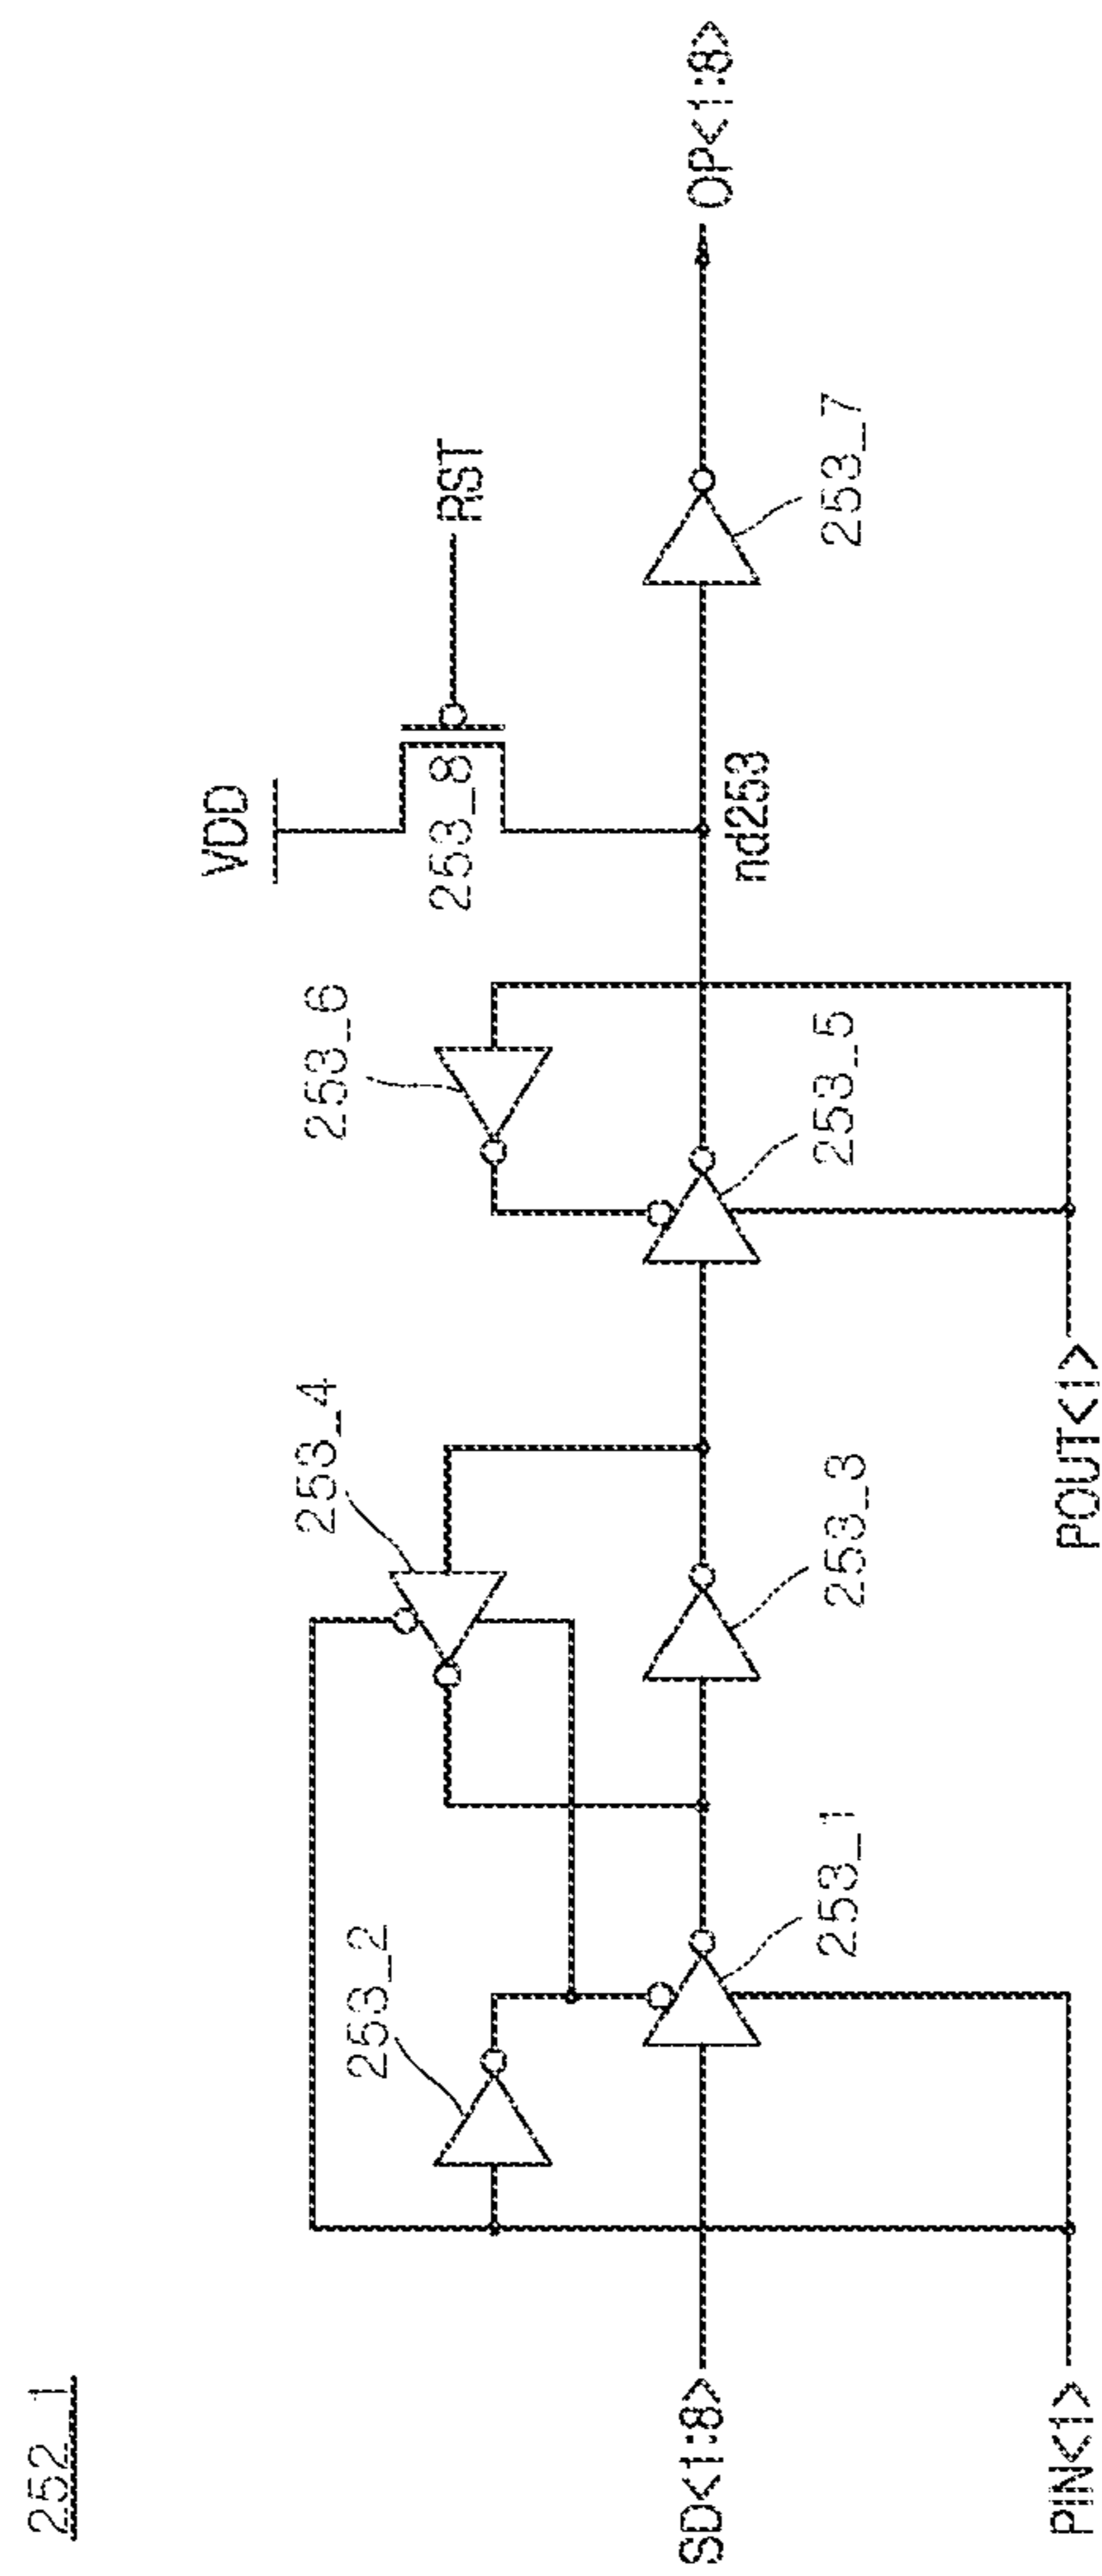 252_1
VDD
RST
253_8
253_6
253_4
253_2
SD<1:8>
253_1
253_3
253_5
nd253
253_7
OP<1:8>
PIN<1>
POUT<1>